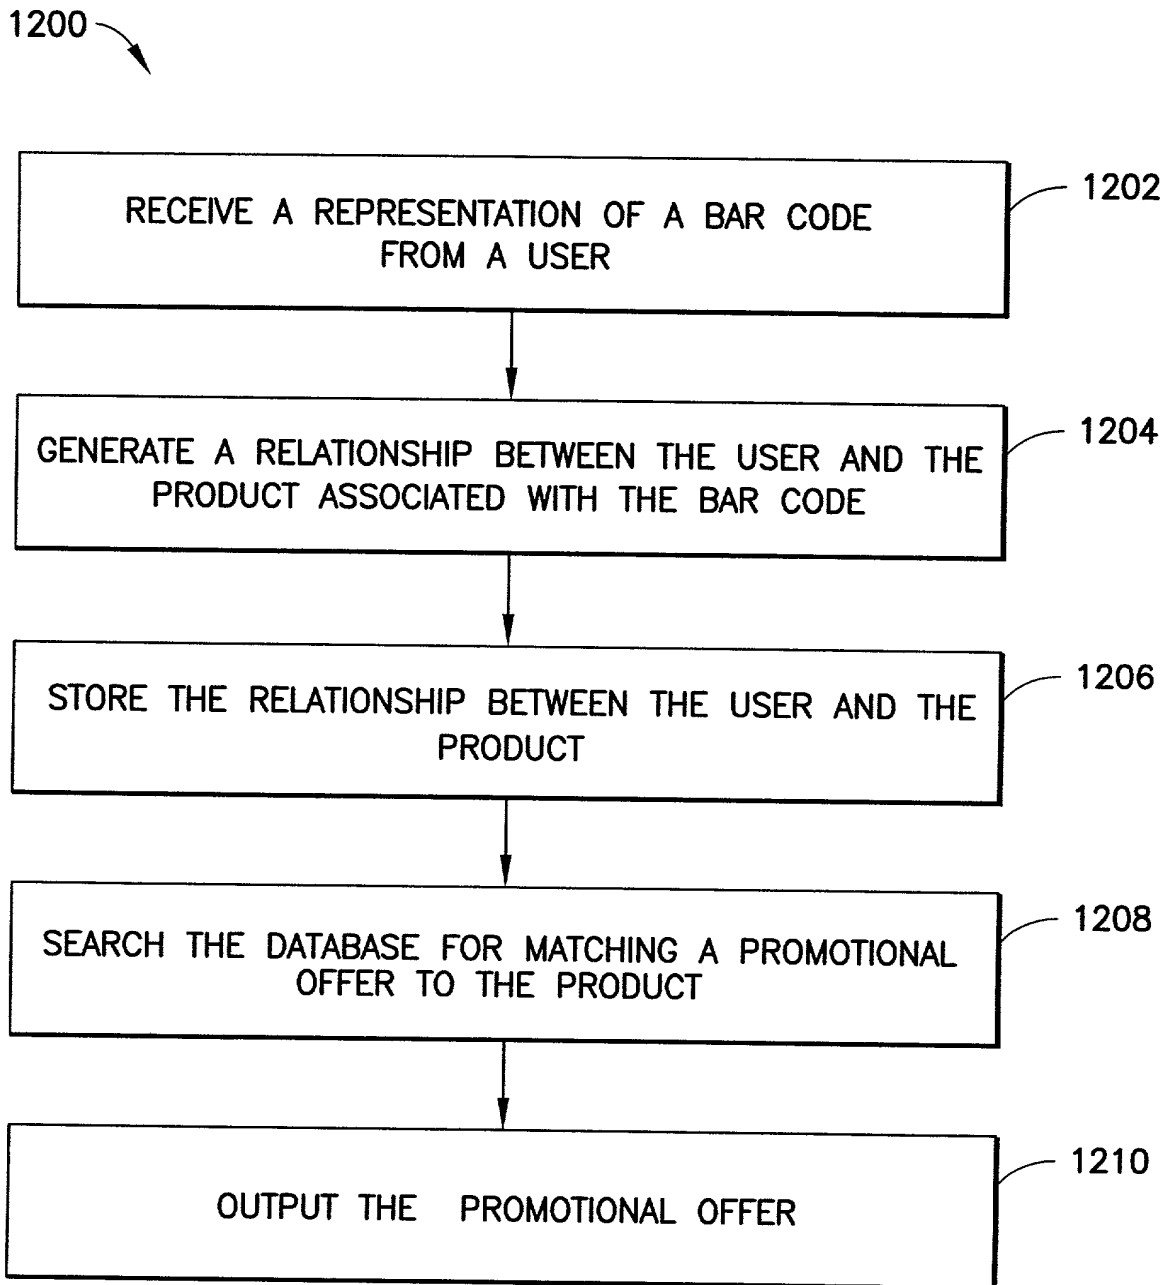 1200
RECEIVE A REPRESENTATION OF A BAR CODE
FROM A USER
1202
GENERATE A RELATIONSHIP BETWEEN THE USER AND THE
PRODUCT ASSOCIATED WITH THE BAR CODE
1204
STORE THE RELATIONSHIP BETWEEN THE USER AND THE
PRODUCT
1206
SEARCH THE DATABASE FOR MATCHING A PROMOTIONAL
OFFER TO THE PRODUCT
1208
OUTPUT THE PROMOTIONAL OFFER
1210